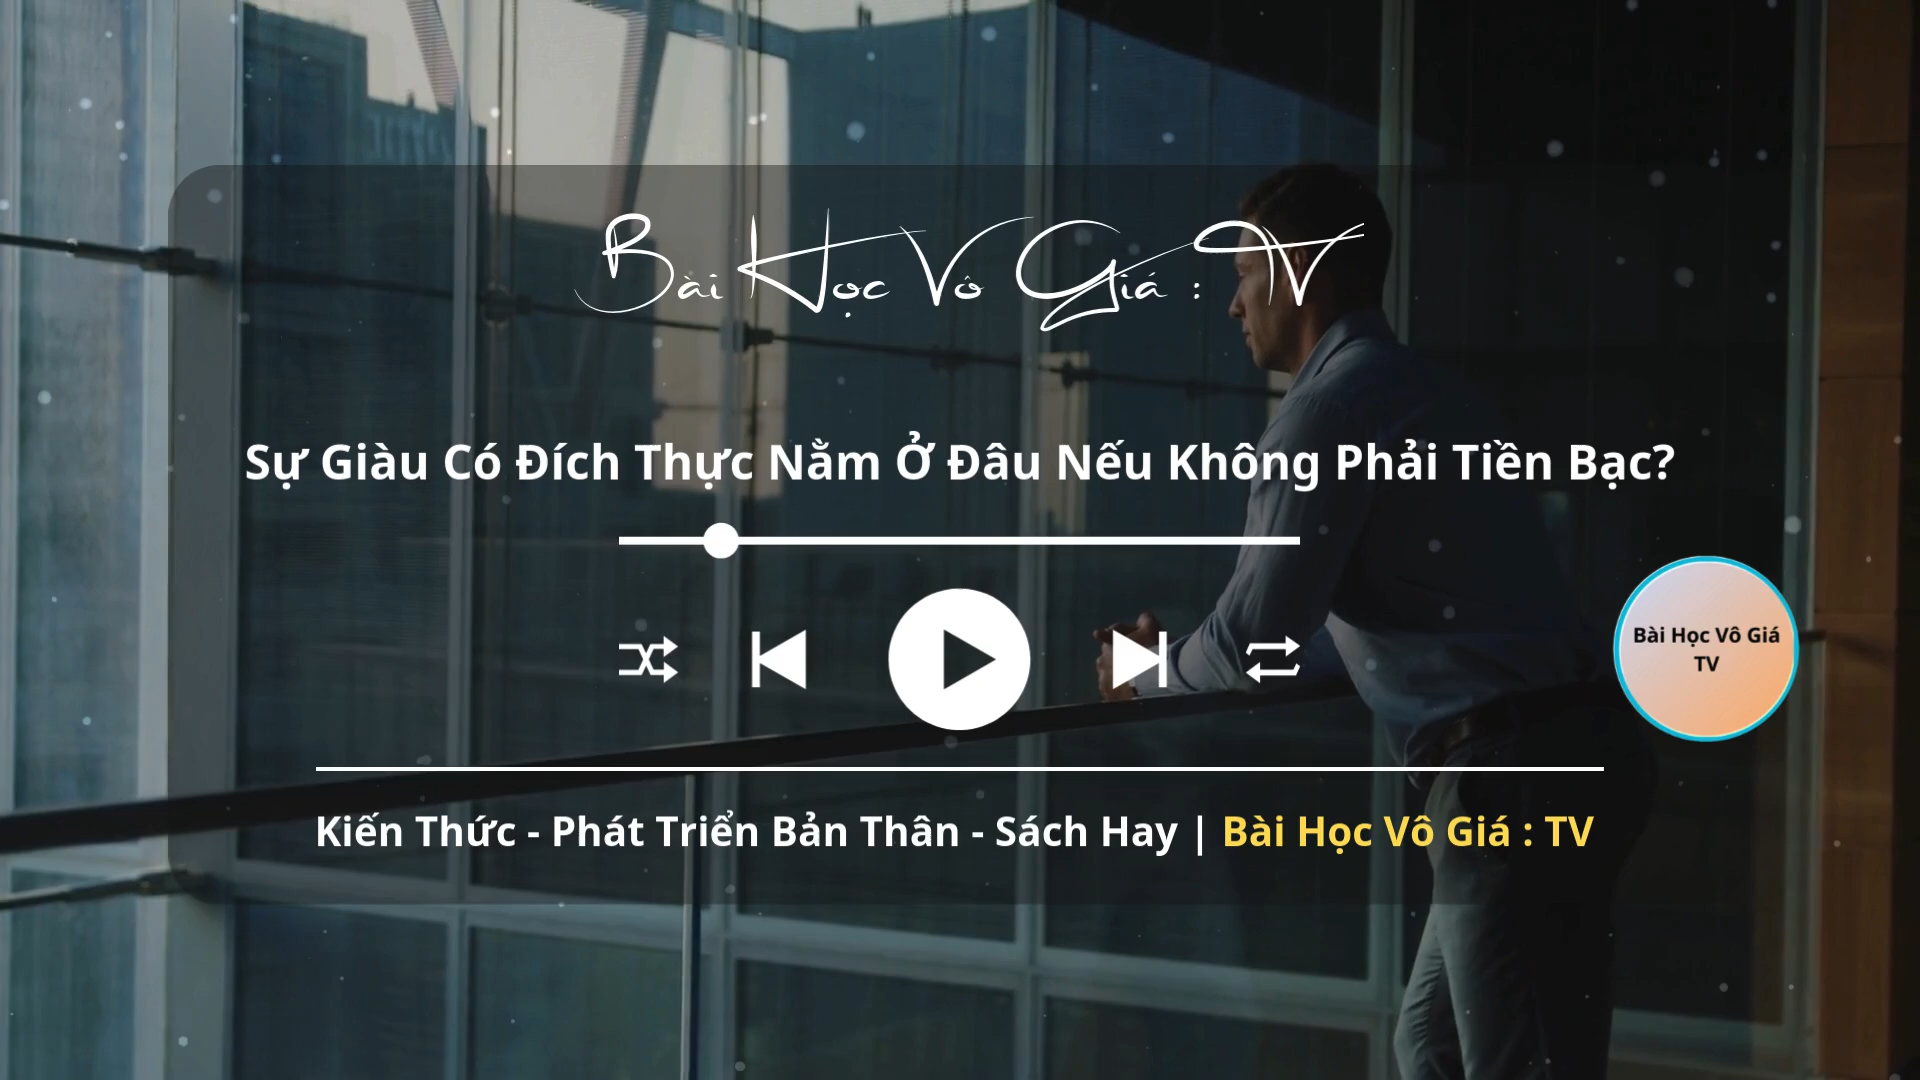 Bài Học Vô Giá : TV
Sự Giàu Có Đích Thực Nằm Ở Đâu Nếu Không Phải Tiền Bạc?
Bài Học Vô Giá
TV
Kiến Thức - Phát Triển Bản Thân - Sách Hay | Bài Học Vô Giá : TV